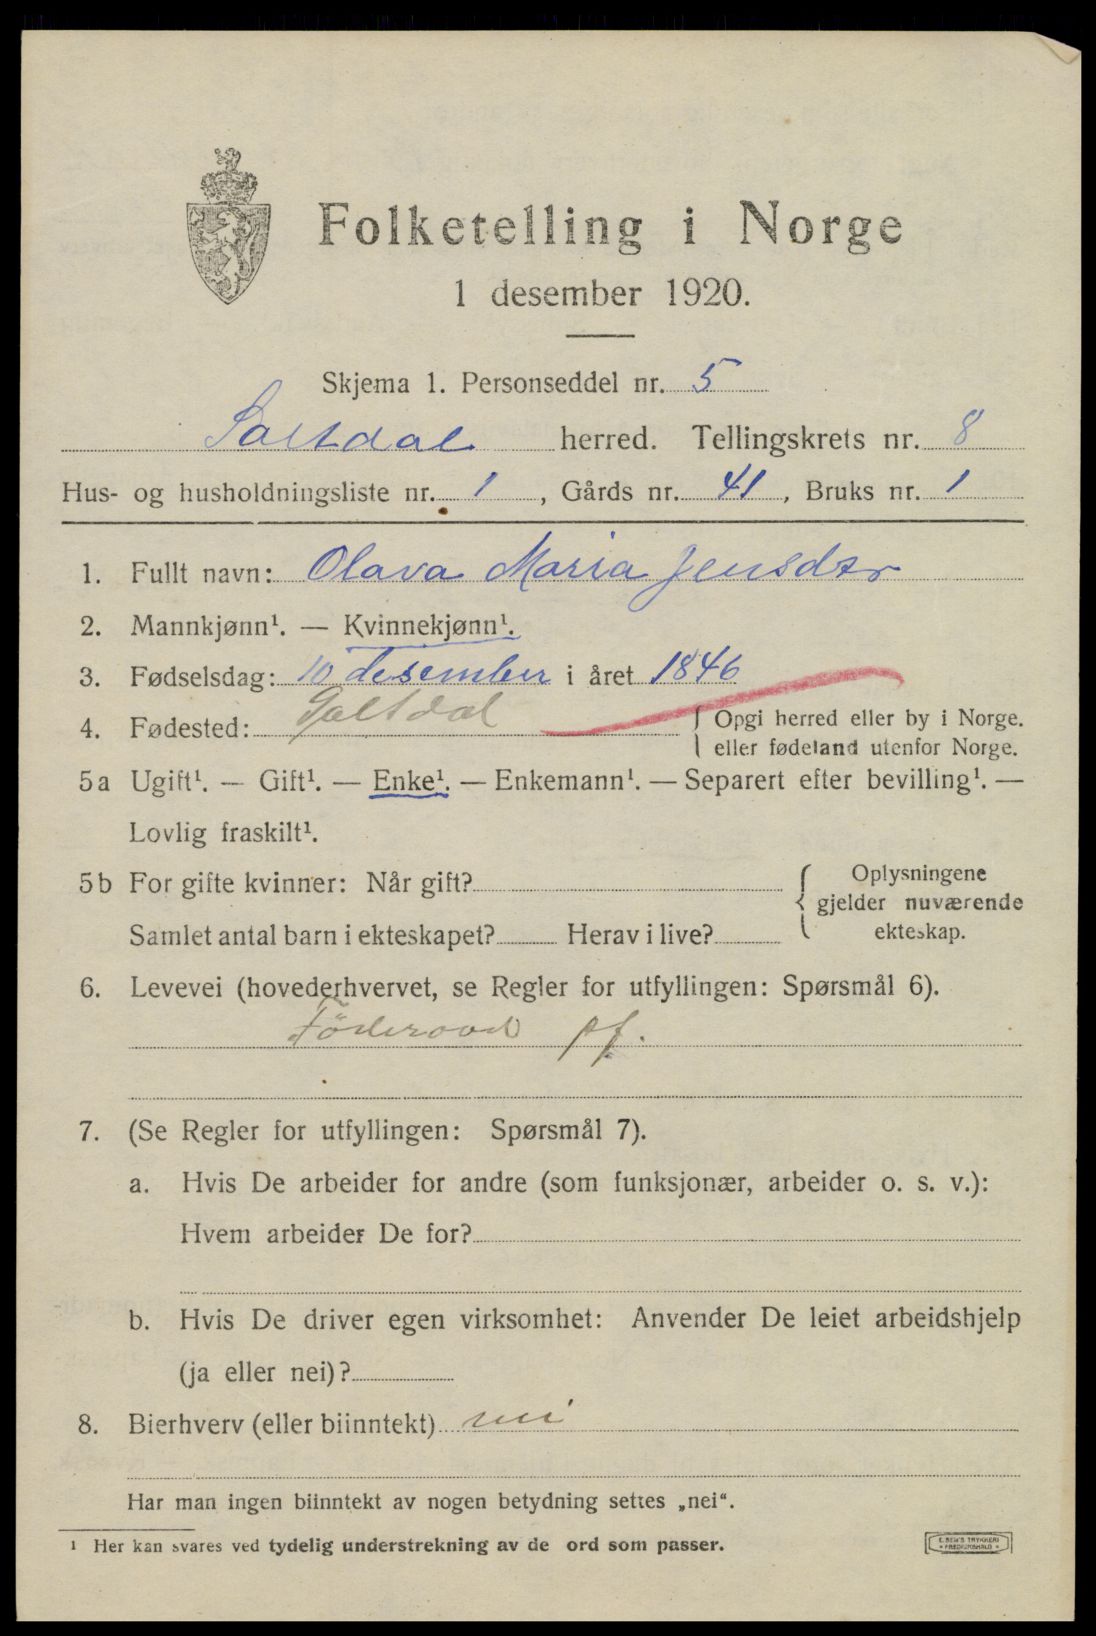 Folketelling i Norge
1 desember 1920.
Skjema 1. Personseddel nr. 5
Saltdal herred. Tellingskrets nr. 8
Hus- og husholdningsliste nr. 1, Gårds nr. 41, Bruks nr. 1
1. Fullt navn: Olava Maria Jensdtr
2. Mannkjønn¹. — Kvinnekjønn¹.
3. Fødselsdag: 10 desember i året 1846
4. Fødested: Saltdal { Opgi herred eller by i Norge.
eller fødeland utenfor Norge.
5a Ugift¹. — Gift¹. — Enke¹. — Enkemann¹. — Separert efter bevilling¹. —
Lovlig fraskilt¹.
5b For gifte kvinner: Når gift? { Oplysningene
gjelder nuværende
Samlet antal barn i ekteskapet? Herav i live? ekteskap.
6. Levevei (hovederhvervet, se Regler for utfyllingen: Spørsmål 6).
Föderaad pf.
7. (Se Regler for utfyllingen: Spørsmål 7).
a. Hvis De arbeider for andre (som funksjonær, arbeider o. s. v.):
Hvem arbeider De for?
b. Hvis De driver egen virksomhet: Anvender De leiet arbeidshjelp
(ja eller nei)?
8. Bierhverv (eller biinntekt) nei
Har man ingen biinntekt av nogen betydning settes „nei".
¹ Her kan svares ved tydelig understrekning av de ord som passer.